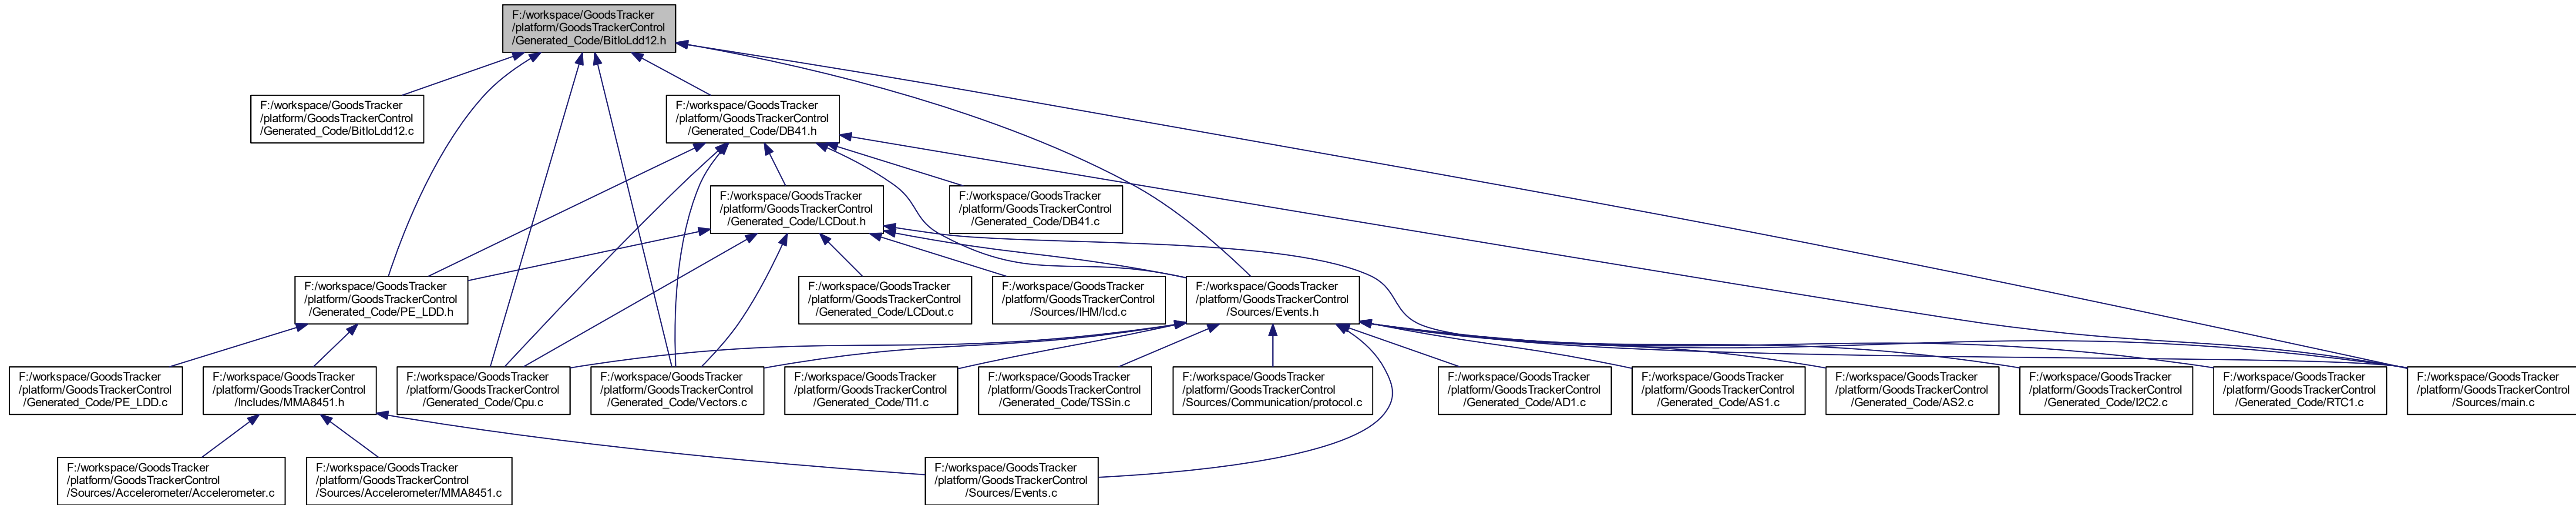 F:/workspace/GoodsTracker
/platform/GoodsTrackerControl
/Generated_Code/BitIoLdd12.h
F:/workspace/GoodsTracker
/platform/GoodsTrackerControl
/Generated_Code/BitIoLdd12.c
F:/workspace/GoodsTracker
/platform/GoodsTrackerControl
/Generated_Code/DB41.h
F:/workspace/GoodsTracker
/platform/GoodsTrackerControl
/Generated_Code/LCDout.h
F:/workspace/GoodsTracker
/platform/GoodsTrackerControl
/Generated_Code/DB41.c
F:/workspace/GoodsTracker
/platform/GoodsTrackerControl
/Generated_Code/PE_LDD.h
F:/workspace/GoodsTracker
/platform/GoodsTrackerControl
/Generated_Code/LCDout.c
F:/workspace/GoodsTracker
/platform/GoodsTrackerControl
/Sources/IHM/lcd.c
F:/workspace/GoodsTracker
/platform/GoodsTrackerControl
/Sources/Events.h
F:/workspace/GoodsTracker
/platform/GoodsTrackerControl
/Generated_Code/PE_LDD.c
F:/workspace/GoodsTracker
/platform/GoodsTrackerControl
/Includes/MMA8451.h
F:/workspace/GoodsTracker
/platform/GoodsTrackerControl
/Generated_Code/Cpu.c
F:/workspace/GoodsTracker
/platform/GoodsTrackerControl
/Generated_Code/Vectors.c
F:/workspace/GoodsTracker
/platform/GoodsTrackerControl
/Generated_Code/TI1.c
F:/workspace/GoodsTracker
/platform/GoodsTrackerControl
/Generated_Code/TSSin.c
F:/workspace/GoodsTracker
/platform/GoodsTrackerControl
/Sources/Communication/protocol.c
F:/workspace/GoodsTracker
/platform/GoodsTrackerControl
/Generated_Code/AD1.c
F:/workspace/GoodsTracker
/platform/GoodsTrackerControl
/Generated_Code/AS1.c
F:/workspace/GoodsTracker
/platform/GoodsTrackerControl
/Generated_Code/AS2.c
F:/workspace/GoodsTracker
/platform/GoodsTrackerControl
/Generated_Code/I2C2.c
F:/workspace/GoodsTracker
/platform/GoodsTrackerControl
/Generated_Code/RTC1.c
F:/workspace/GoodsTracker
/platform/GoodsTrackerControl
/Sources/main.c
F:/workspace/GoodsTracker
/platform/GoodsTrackerControl
/Sources/Accelerometer/Accelerometer.c
F:/workspace/GoodsTracker
/platform/GoodsTrackerControl
/Sources/Accelerometer/MMA8451.c
F:/workspace/GoodsTracker
/platform/GoodsTrackerControl
/Sources/Events.c